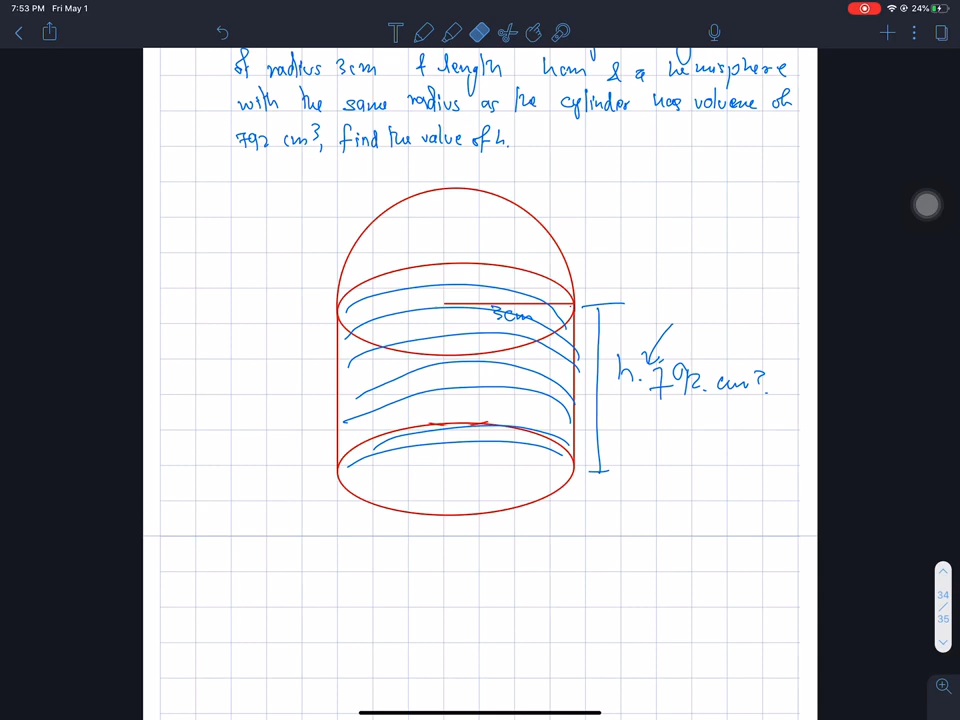 7:53 PM Fri May 1
24%
of radius 3cm & length hcm & a hemisphere
with the same radius as the cylinder has volume of
792 cm³, find the value of h.
3cm
h. 792. cm?
34
/
35